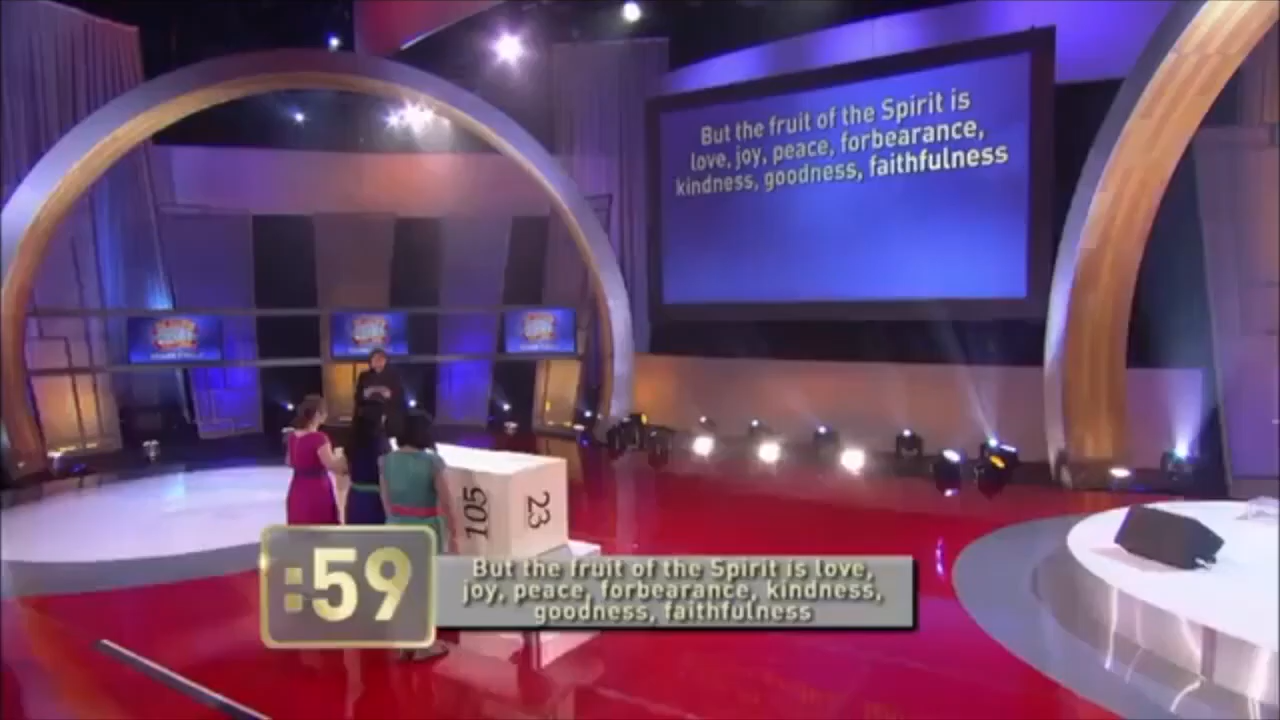 But the fruit of the Spirit is
love, joy, peace, forbearance,
kindness, goodness, faithfulness
105
23
:59
But the fruit of the Spirit is love,
joy, peace, forbearance, kindness,
goodness, faithfulness